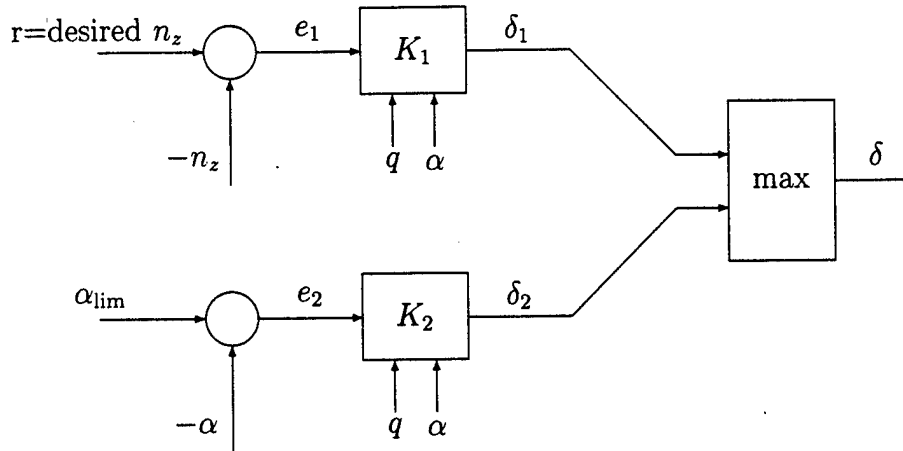 r=desired n_z
e_1
K_1
δ_1
-n_z
q
α
max
δ
α_lim
e_2
K_2
δ_2
-α
q
α